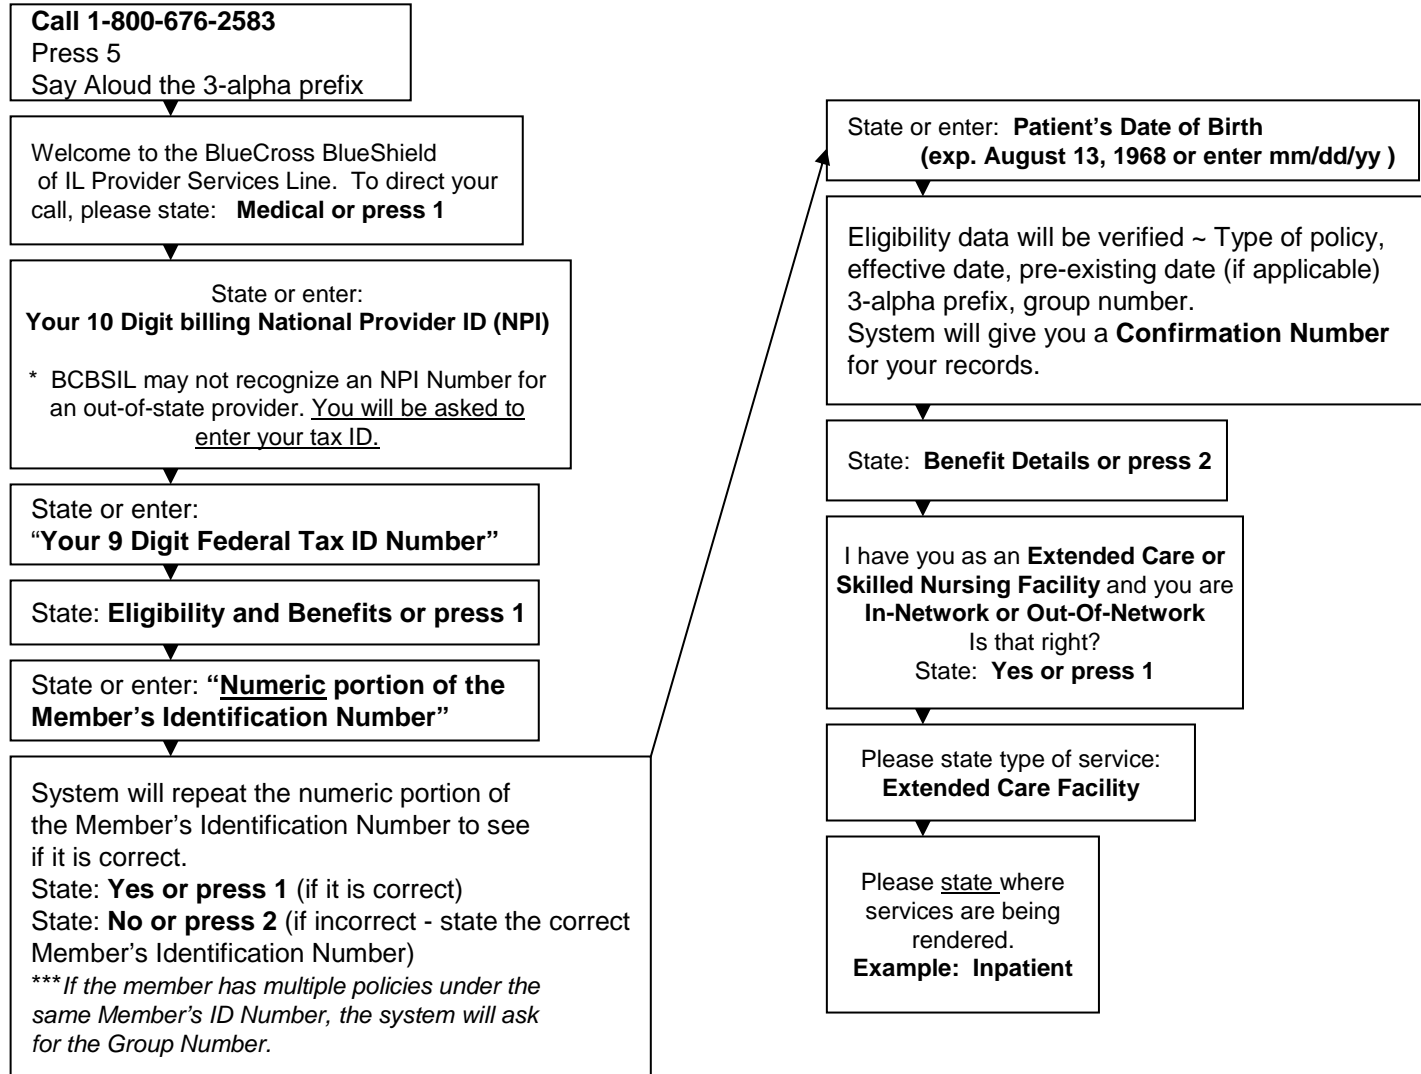 Call 1-800-676-2583
Press 5
Say Aloud the 3-alpha prefix
Welcome to the BlueCross BlueShield
of IL Provider Services Line. To direct your
call, please state: Medical or press 1
State or enter:
Your 10 Digit billing National Provider ID (NPI)
* BCBSIL may not recognize an NPI Number for
an out-of-state provider. You will be asked to
enter your tax ID.
State or enter:
“Your 9 Digit Federal Tax ID Number”
State: Eligibility and Benefits or press 1
State or enter: “Numeric portion of the
Member’s Identification Number”
System will repeat the numeric portion of
the Member’s Identification Number to see
if it is correct.
State: Yes or press 1 (if it is correct)
State: No or press 2 (if incorrect - state the correct
Member’s Identification Number)
***If the member has multiple policies under the
same Member’s ID Number, the system will ask
for the Group Number.
State or enter: Patient’s Date of Birth
(exp. August 13, 1968 or enter mm/dd/yy )
Eligibility data will be verified ~ Type of policy,
effective date, pre-existing date (if applicable)
3-alpha prefix, group number.
System will give you a Confirmation Number
for your records.
State: Benefit Details or press 2
I have you as an Extended Care or
Skilled Nursing Facility and you are
In-Network or Out-Of-Network
Is that right?
State: Yes or press 1
Please state type of service:
Extended Care Facility
Please state where
services are being
rendered.
Example: Inpatient